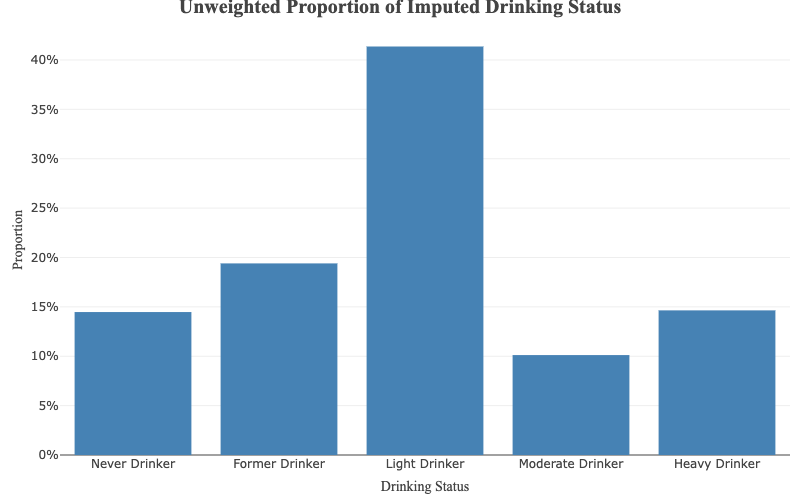 Unweighted Proportion of Imputed Drinking Status
40%
35%
30%
25%
20%
15%
10%
5%
0%
Proportion
Never Drinker
Former Drinker
Light Drinker
Moderate Drinker
Heavy Drinker
Drinking Status